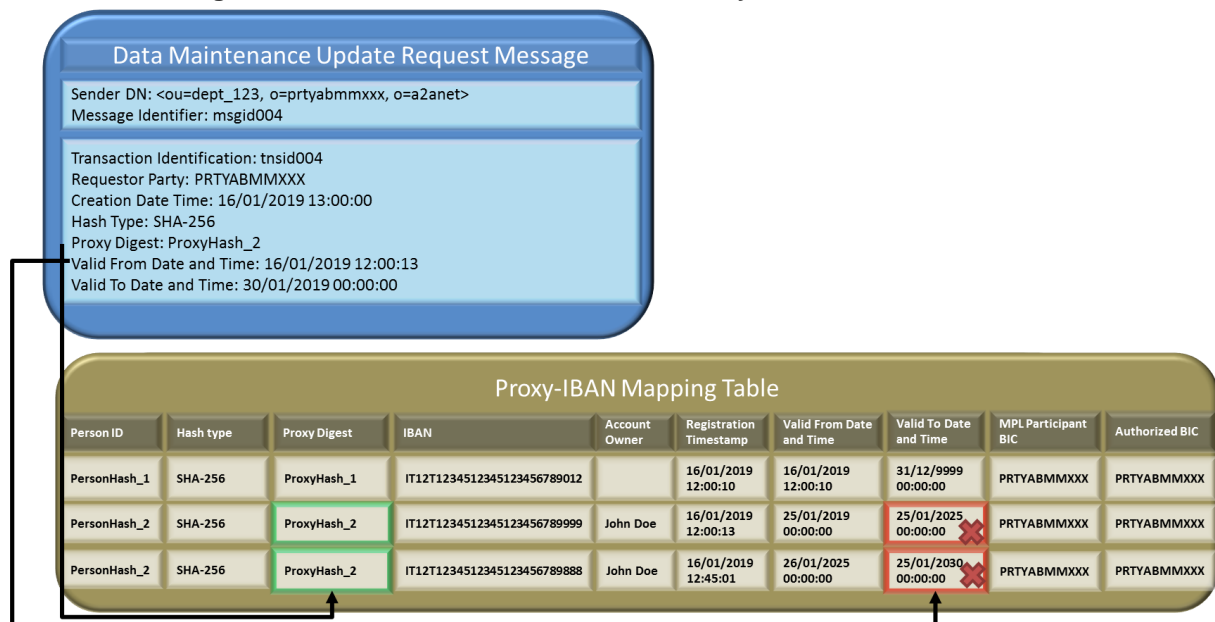 Data Maintenance Update Request Message
Sender DN: <ou=dept_123, o=prtyabmmxxx, o=a2anet>
Message Identifier: msgid004
Transaction Identification: tnsid004
Requestor Party: PRTYABMMXXX
Creation Date Time: 16/01/2019 13:00:00
Hash Type: SHA-256
Proxy Digest: ProxyHash_2
Valid From Date and Time: 16/01/2019 12:00:13
Valid To Date and Time: 30/01/2019 00:00:00
Proxy-IBAN Mapping Table
Person ID Hash type Proxy Digest IBAN Account Owner Registration Timestamp Valid From Date and Time Valid To Date and Time MPL Participant BIC Authorized BIC
PersonHash_1 SHA-256 ProxyHash_1 IT12T1234512345123456789012 16/01/2019 12:00:10 16/01/2019 12:00:10 31/12/9999 00:00:00 PRTYABMMXXX PRTYABMMXXX
PersonHash_2 SHA-256 ProxyHash_2 IT12T1234512345123456789999 John Doe 16/01/2019 12:00:13 25/01/2019 00:00:00 25/01/2025 00:00:00 PRTYABMMXXX PRTYABMMXXX
PersonHash_2 SHA-256 ProxyHash_2 IT12T1234512345123456789888 John Doe 16/01/2019 12:45:01 26/01/2025 00:00:00 25/01/2030 00:00:00 PRTYABMMXXX PRTYABMMXXX